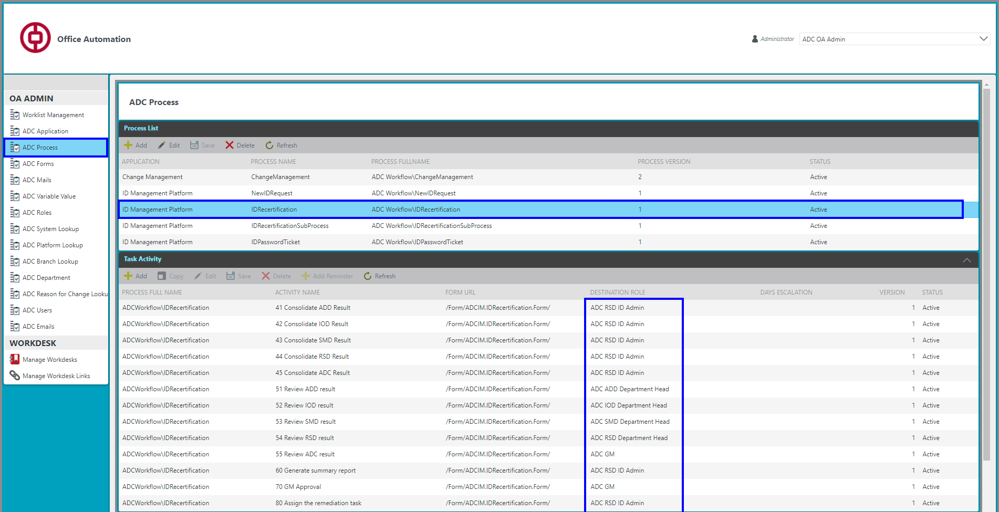 Office Automation
Administrator
ADC OA Admin
OA ADMIN
Worklist Management
ADC Application
ADC Process
ADC Forms
ADC Mails
ADC Variable Value
ADC Roles
ADC System Lookup
ADC Platform Lookup
ADC Branch Lookup
ADC Department
ADC Reason for Change Looku
ADC Users
ADC Emails
WORKDESK
Manage Workdesks
Manage Workdesk Links
ADC Process
Process List
Add Edit Save Delete Refresh
APPLICATION PROCESS NAME PROCESS FULLNAME PROCESS VERSION STATUS
Change Management ChangeManagement ADC Workflow\ChangeManagement 2 Active
ID Management Platform NewIDRequest ADC Workflow\NewIDRequest 1 Active
ID Management Platform IDRecertification ADC Workflow\IDRecertification 1 Active
ID Management Platform IDRecertificationSubProcess ADC Workflow\IDRecertificationSubProcess 1 Active
ID Management Platform IDPasswordTicket ADC Workflow\IDPasswordTicket 1 Active
Task Activity
Add Copy Edit Save Delete Add Reminder Refresh
PROCESS FULL NAME ACTIVITY NAME FORM URL DESTINATION ROLE DAYS ESCALATION VERSION STATUS
ADCWorkflow\IDRecertification 41 Consolidate ADD Result /Form/ADCIM.IDRecertification.Form/ ADC RSD ID Admin 1 Active
ADCWorkflow\IDRecertification 42 Consolidate IOD Result /Form/ADCIM.IDRecertification.Form/ ADC RSD ID Admin 1 Active
ADCWorkflow\IDRecertification 43 Consolidate SMD Result /Form/ADCIM.IDRecertification.Form/ ADC RSD ID Admin 1 Active
ADCWorkflow\IDRecertification 44 Consolidate RSD Result /Form/ADCIM.IDRecertification.Form/ ADC RSD ID Admin 1 Active
ADCWorkflow\IDRecertification 45 Consolidate ADC Result /Form/ADCIM.IDRecertification.Form/ ADC RSD ID Admin 1 Active
ADCWorkflow\IDRecertification 51 Review ADD result /Form/ADCIM.IDRecertification.Form/ ADC ADD Department Head 1 Active
ADCWorkflow\IDRecertification 52 Review IOD result /Form/ADCIM.IDRecertification.Form/ ADC IOD Department Head 1 Active
ADCWorkflow\IDRecertification 53 Review SMD result /Form/ADCIM.IDRecertification.Form/ ADC SMD Department Head 1 Active
ADCWorkflow\IDRecertification 54 Review RSD result /Form/ADCIM.IDRecertification.Form/ ADC RSD Department Head 1 Active
ADCWorkflow\IDRecertification 55 Review ADC result /Form/ADCIM.IDRecertification.Form/ ADC GM 1 Active
ADCWorkflow\IDRecertification 60 Generate summary report /Form/ADCIM.IDRecertification.Form/ ADC RSD ID Admin 1 Active
ADCWorkflow\IDRecertification 70 GM Approval /Form/ADCIM.IDRecertification.Form/ ADC GM 1 Active
ADCWorkflow\IDRecertification 80 Assign the remediation task /Form/ADCIM.IDRecertification.Form/ ADC RSD ID Admin 1 Active